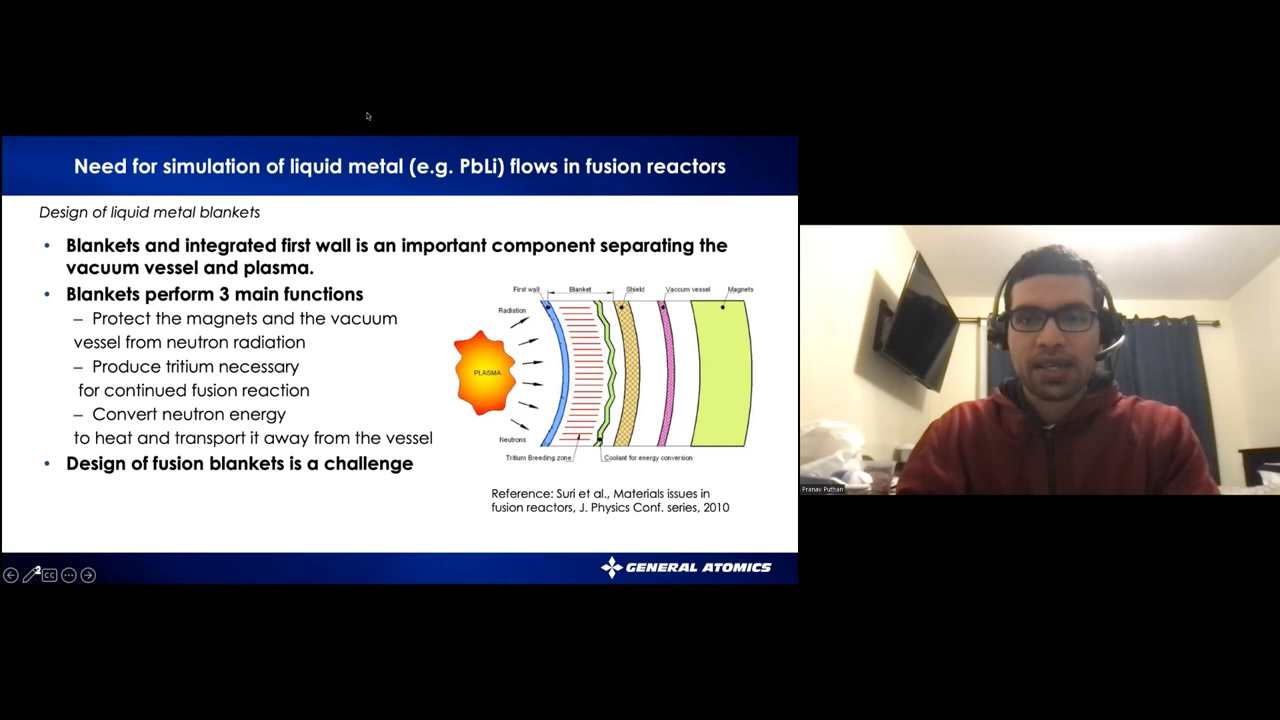 Need for simulation of liquid metal (e.g. PbLi) flows in fusion reactors
Design of liquid metal blankets
• Blankets and integrated first wall is an important component separating the
vacuum vessel and plasma.
• Blankets perform 3 main functions
– Protect the magnets and the vacuum
vessel from neutron radiation
– Produce tritium necessary
for continued fusion reaction
– Convert neutron energy
to heat and transport it away from the vessel
• Design of fusion blankets is a challenge
First wall
Blanket
Shield
Vaccum vessel
Magnets
Radiation
PLASMA
Neutrons
Tritium Breeding zone
Coolant for energy conversion
Reference: Suri et al., Materials issues in
fusion reactors, J. Physics Conf. series, 2010
2
CC
GENERAL ATOMICS
Pranav Puthan